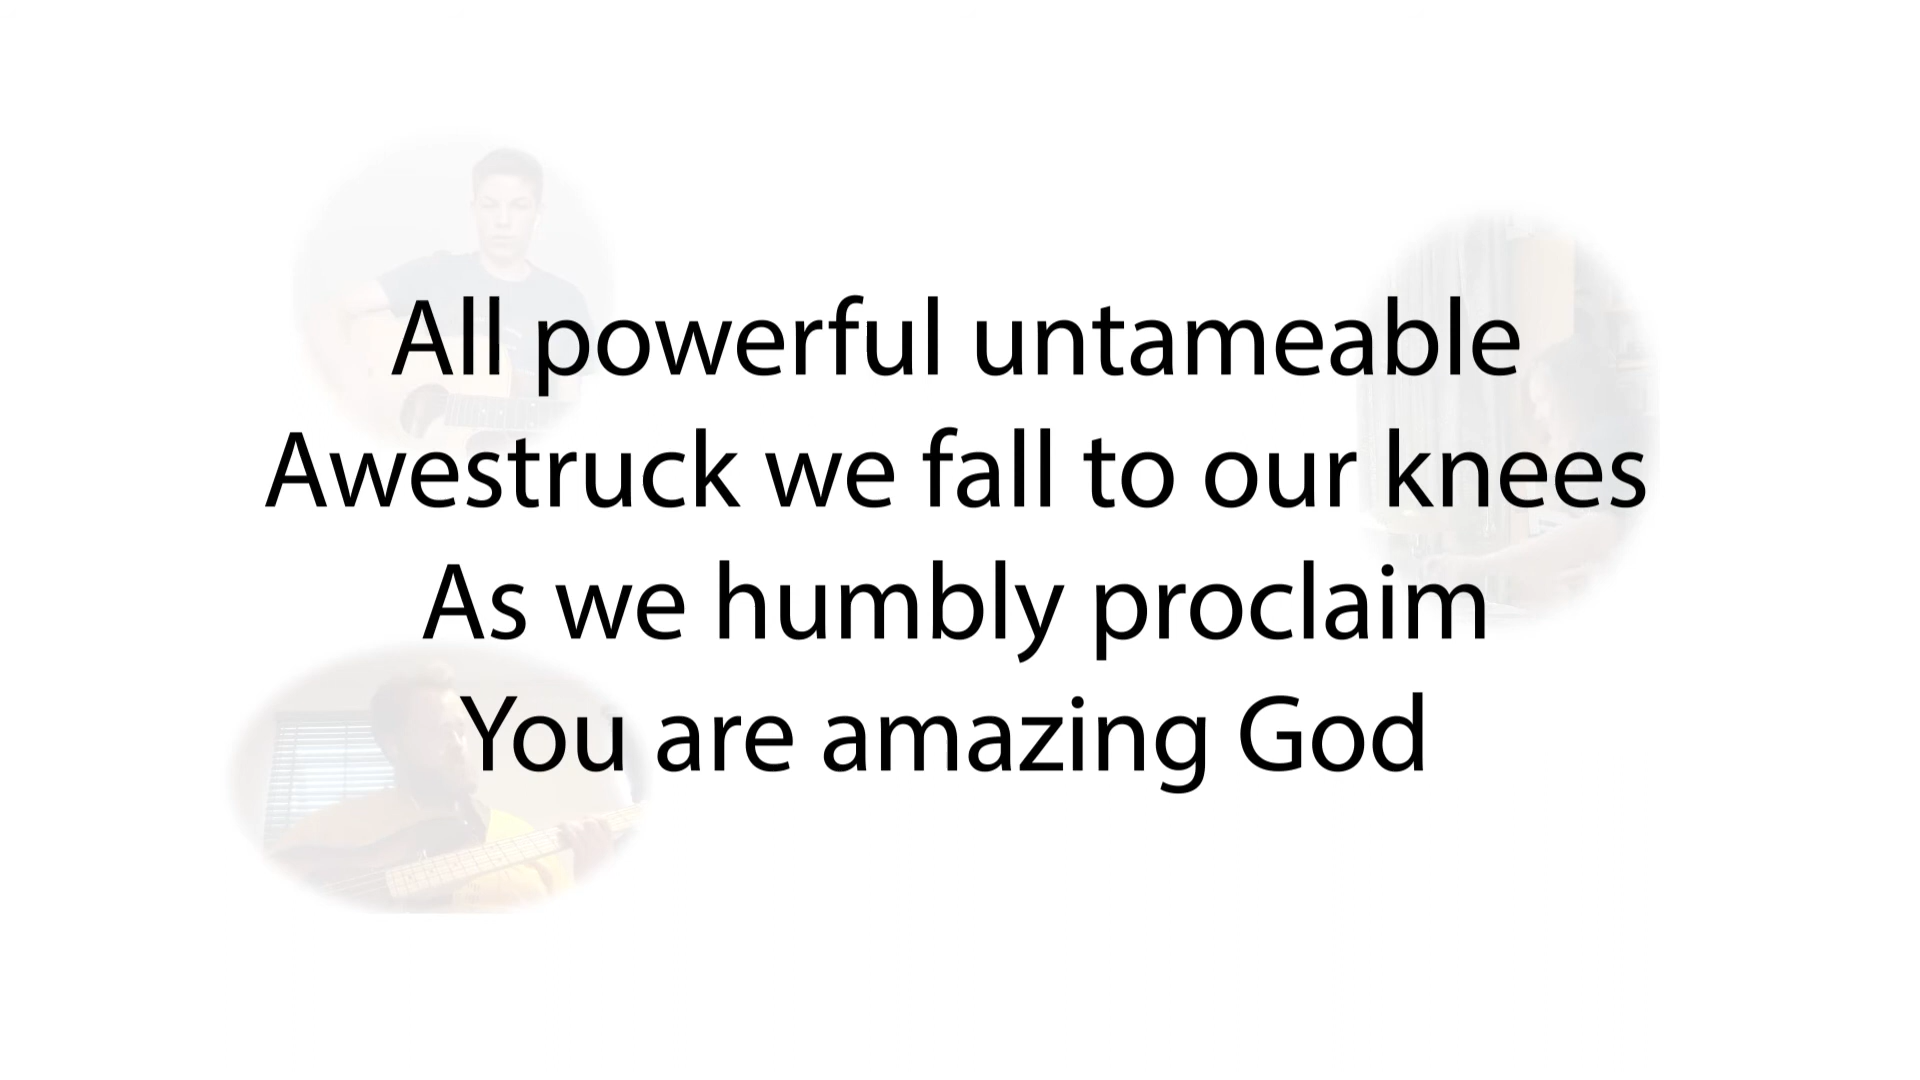 All powerful untameable
Awestruck we fall to our knees
As we humbly proclaim
You are amazing God